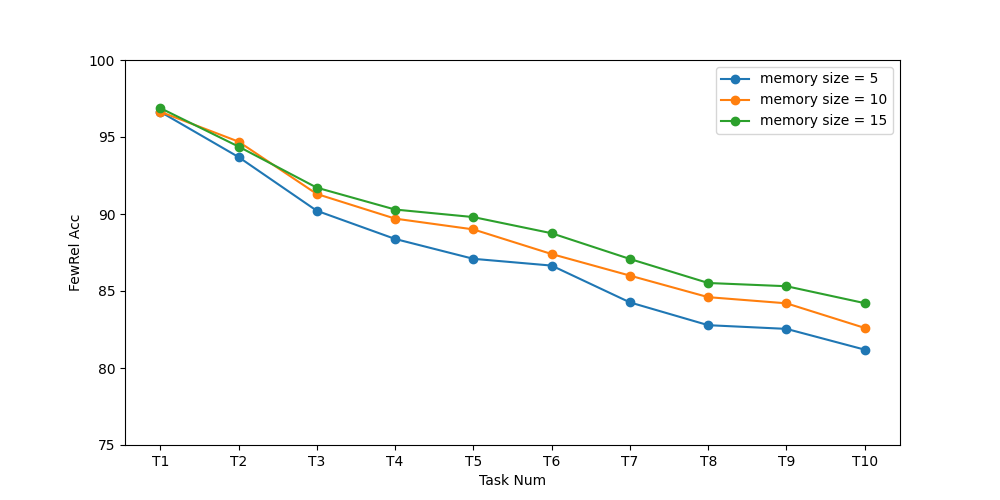 100
95
90
85
80
75
FewRel Acc
memory size = 5
memory size = 10
memory size = 15
T1 T2 T3 T4 T5 T6 T7 T8 T9 T10
Task Num